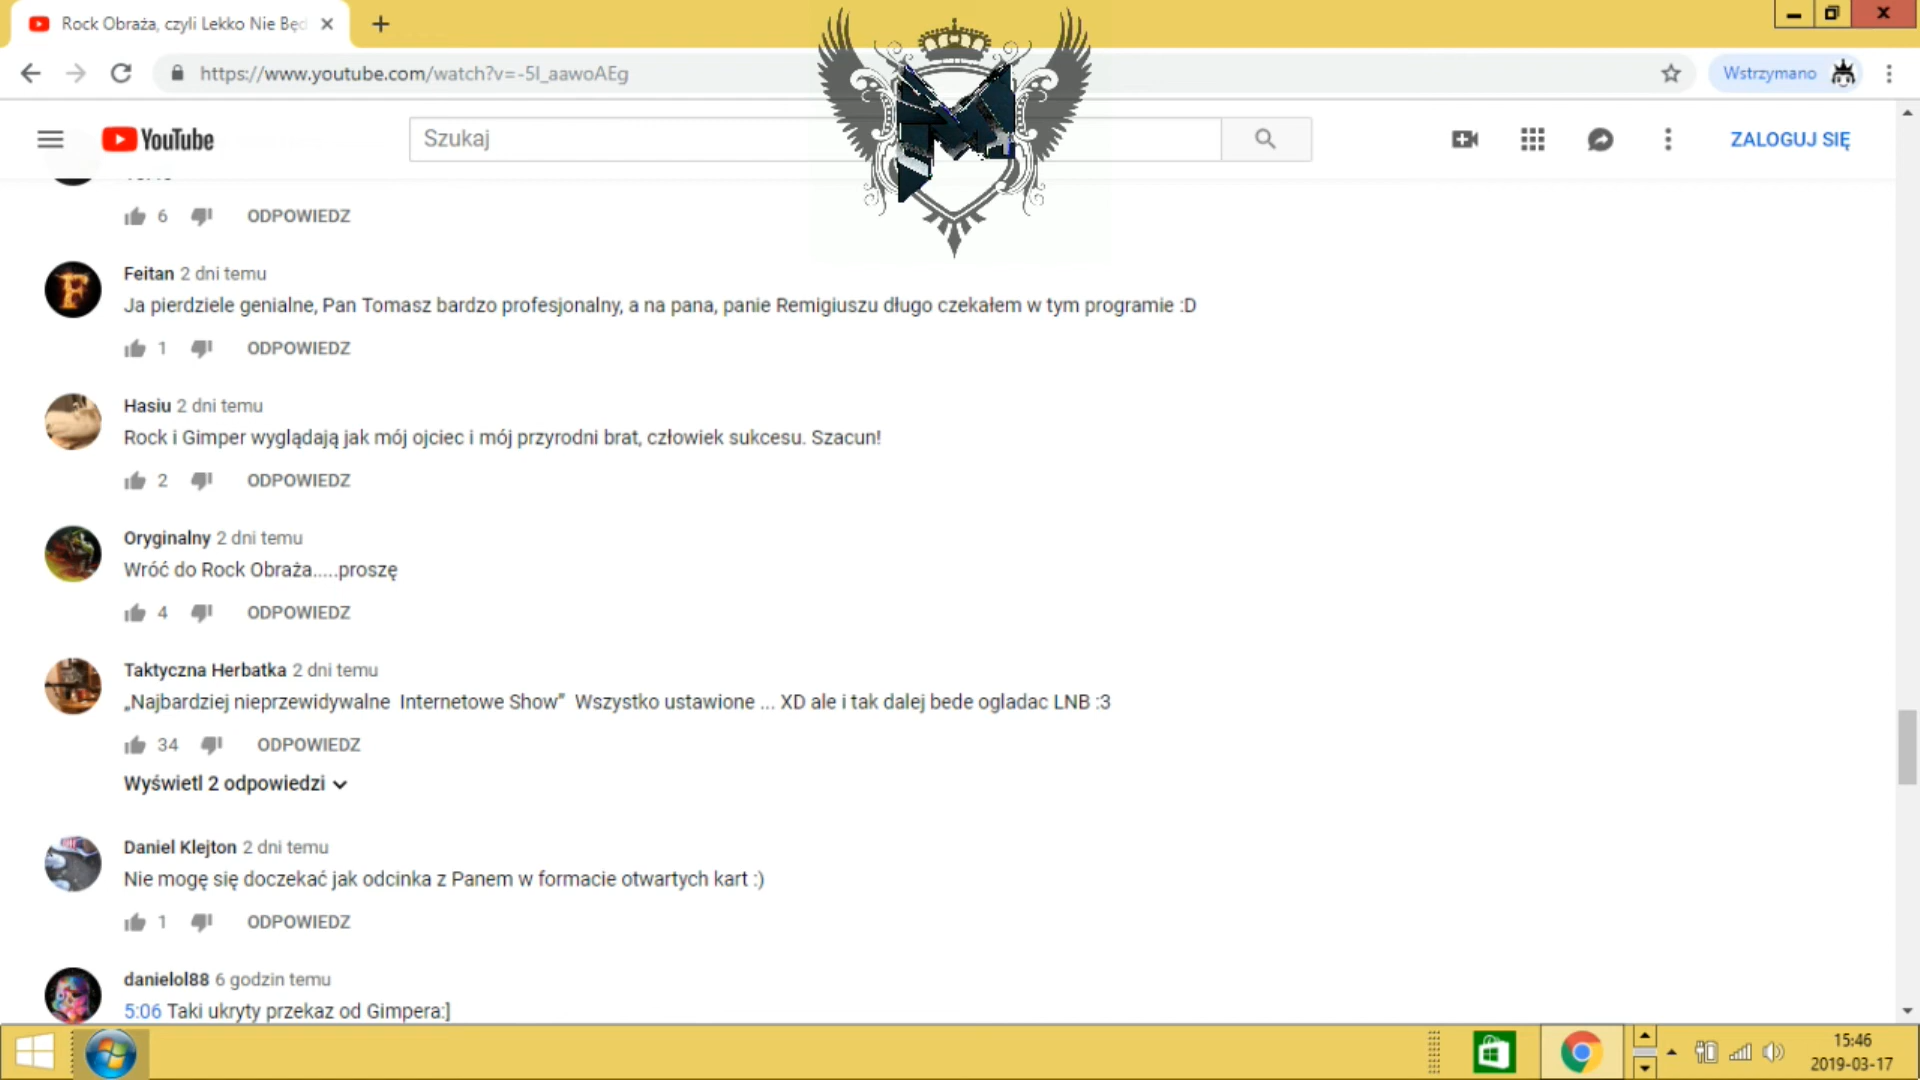 Rock Obraża, czyli Lekko Nie Będ
https://www.youtube.com/watch?v=-5l_aawoAEg
Wstrzymano
YouTube
Szukaj
ZALOGUJ SIĘ
6 ODPOWIEDZ
Feitan 2 dni temu
Ja pierdziele genialne, Pan Tomasz bardzo profesjonalny, a na pana, panie Remigiuszu długo czekałem w tym programie :D
1 ODPOWIEDZ
Hasiu 2 dni temu
Rock i Gimper wyglądają jak mój ojciec i mój przyrodni brat, człowiek sukcesu. Szacun!
2 ODPOWIEDZ
Oryginalny 2 dni temu
Wróć do Rock Obraża.....proszę
4 ODPOWIEDZ
Taktyczna Herbatka 2 dni temu
„Najbardziej nieprzewidywalne Internetowe Show” Wszystko ustawione ... XD ale i tak dalej bede ogladac LNB :3
34 ODPOWIEDZ
Wyświetl 2 odpowiedzi
Daniel Klejton 2 dni temu
Nie mogę się doczekać jak odcinka z Panem w formacie otwartych kart :)
1 ODPOWIEDZ
danielol88 6 godzin temu
5:06 Taki ukryty przekaz od Gimpera:]
15:46
2019-03-17